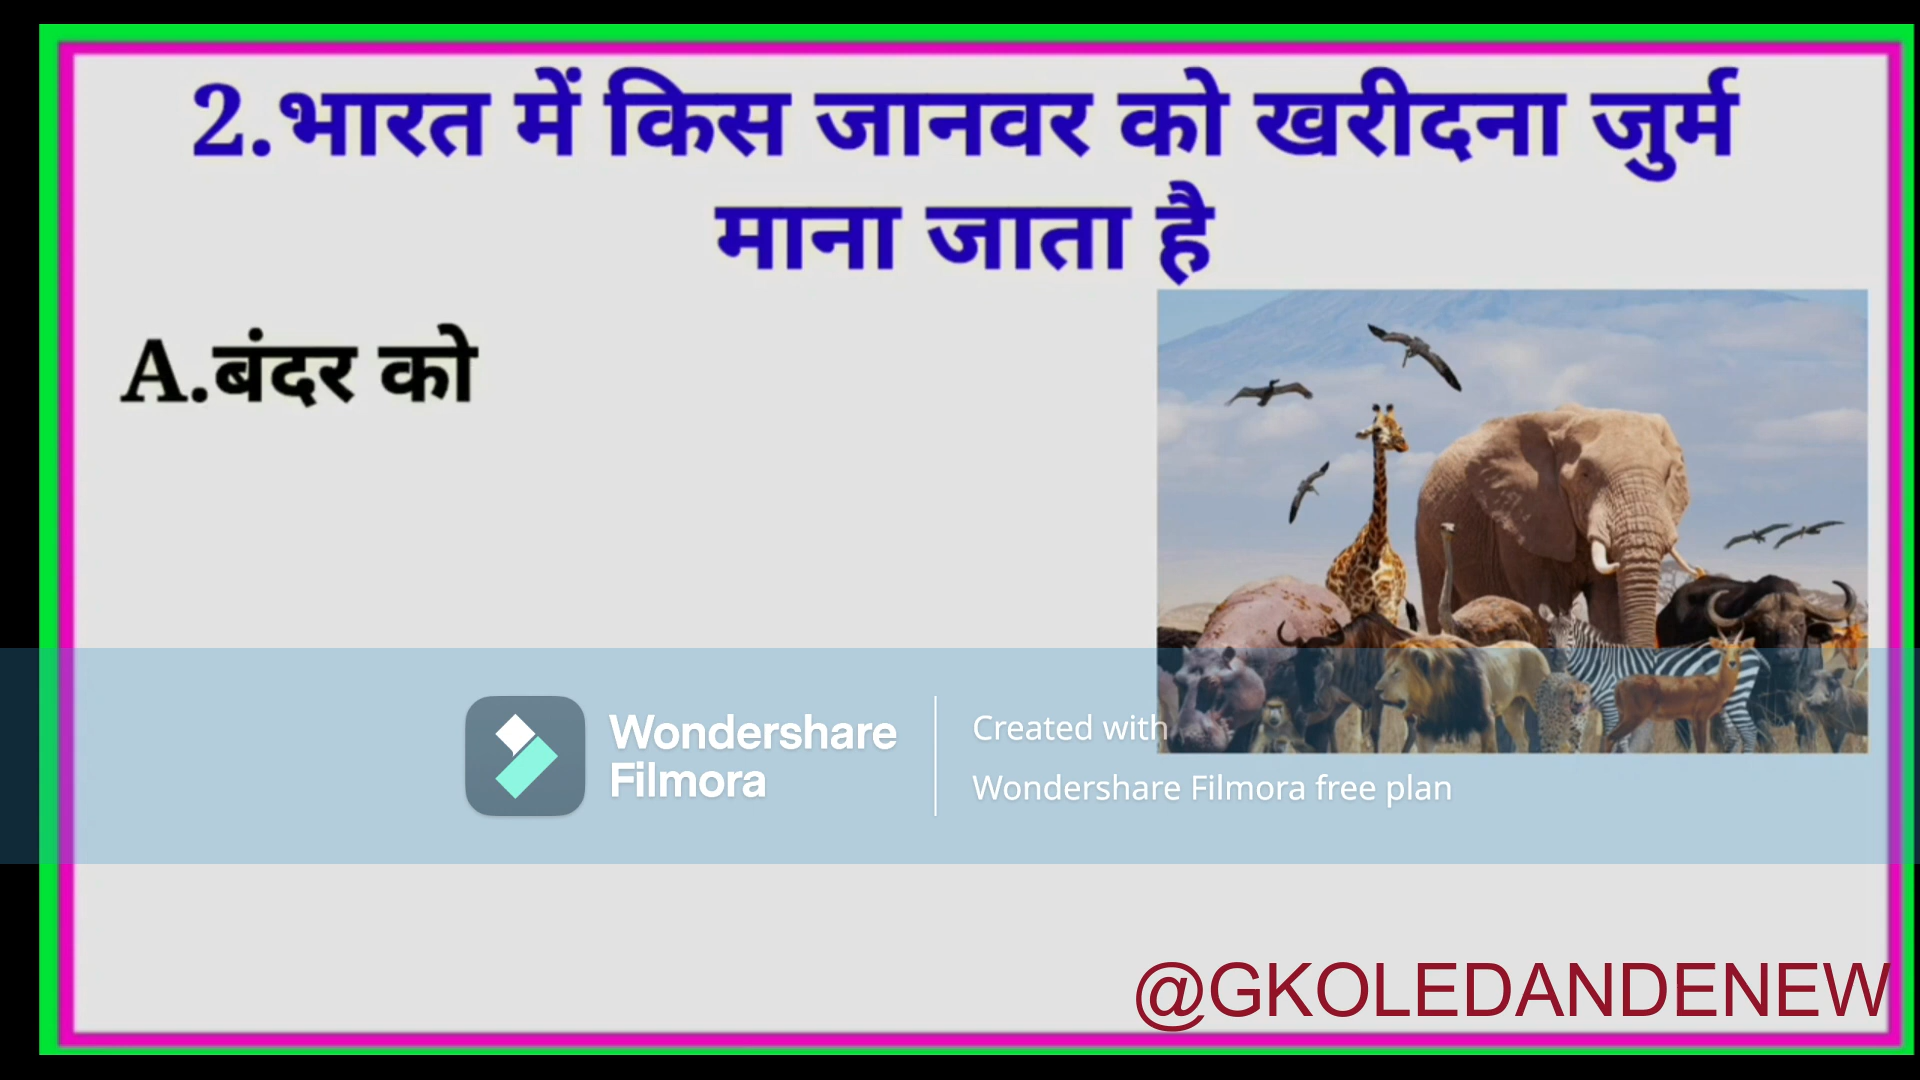 2.भारत में किस जानवर को खरीदना जुर्म
माना जाता है
A.बंदर को
Wondershare
Filmora
Created with
Wondershare Filmora free plan
@GKOLEDANDENEW